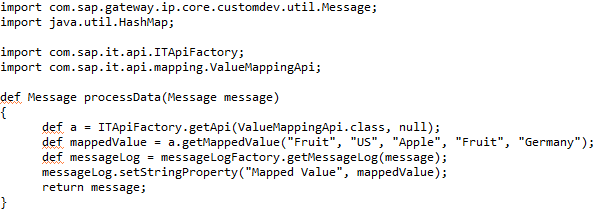 import com.sap.gateway.ip.core.customdev.util.Message;
import java.util.HashMap;
import com.sap.it.api.ITApiFactory;
import com.sap.it.api.mapping.ValueMappingApi;
def Message processData(Message message)
{
def a = ITApiFactory.getApi(ValueMappingApi.class, null);
def mappedValue = a.getMappedValue("Fruit", "US", "Apple", "Fruit", "Germany");
def messageLog = messageLogFactory.getMessageLog(message);
messageLog.setStringProperty("Mapped Value", mappedValue);
return message;
}